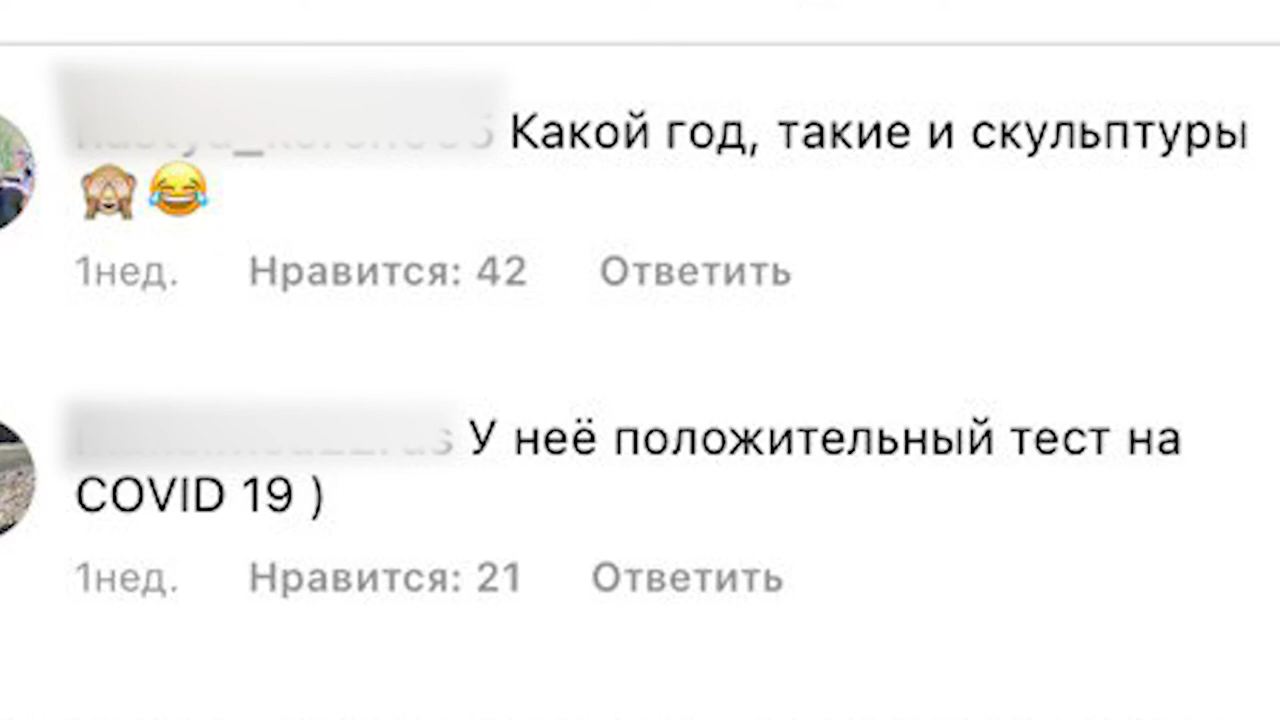 Какой год, такие и скульптуры
🙈😂
1нед. Нравится: 42 Ответить
У неё положительный тест на
COVID 19 )
1нед. Нравится: 21 Ответить